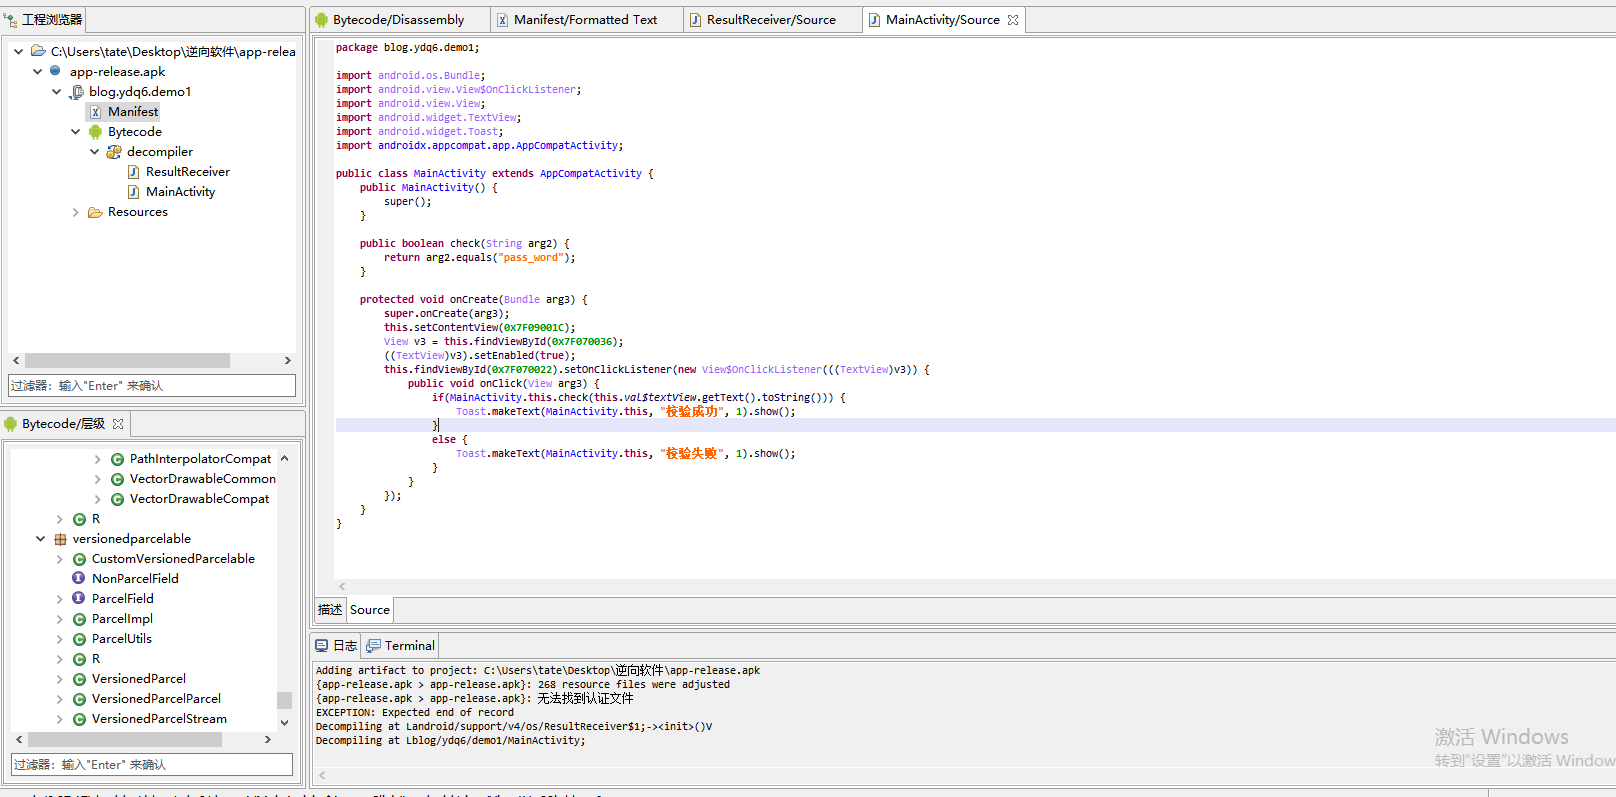 工程浏览器
C:\Users\tate\Desktop\逆向软件\app-relea
app-release.apk
blog.ydq6.demo1
Manifest
Bytecode
decompiler
ResultReceiver
MainActivity
Resources
过滤器: 输入"Enter" 来确认
Bytecode/层级
PathInterpolatorCompat
VectorDrawableCommon
VectorDrawableCompat
R
versionedparcelable
CustomVersionedParcelable
NonParcelField
ParcelField
ParcelImpl
ParcelUtils
R
VersionedParcel
VersionedParcelParcel
VersionedParcelStream
过滤器: 输入"Enter" 来确认
Bytecode/Disassembly
Manifest/Formatted Text
ResultReceiver/Source
MainActivity/Source
package blog.ydq6.demo1;
import android.os.Bundle;
import android.view.View$OnClickListener;
import android.view.View;
import android.widget.TextView;
import android.widget.Toast;
import androidx.appcompat.app.AppCompatActivity;
public class MainActivity extends AppCompatActivity {
public MainActivity() {
super();
}
public boolean check(String arg2) {
return arg2.equals("pass_word");
}
protected void onCreate(Bundle arg3) {
super.onCreate(arg3);
this.setContentView(0x7F09001C);
View v3 = this.findViewById(0x7F070036);
((TextView)v3).setEnabled(true);
this.findViewById(0x7F070022).setOnClickListener(new View$OnClickListener(((TextView)v3)) {
public void onClick(View arg3) {
if(MainActivity.this.check(this.val$textView.getText().toString())) {
Toast.makeText(MainActivity.this, "校验成功", 1).show();
}
else {
Toast.makeText(MainActivity.this, "校验失败", 1).show();
}
}
});
}
}
描述
Source
日志
Terminal
Adding artifact to project: C:\Users\tate\Desktop\逆向软件\app-release.apk
{app-release.apk > app-release.apk}: 268 resource files were adjusted
{app-release.apk > app-release.apk}: 无法找到认证文件
EXCEPTION: Expected end of record
Decompiling at Landroid/support/v4/os/ResultReceiver$1;-><init>()V
Decompiling at Lblog/ydq6/demo1/MainActivity;
激活 Windows
转到"设置"以激活 Window